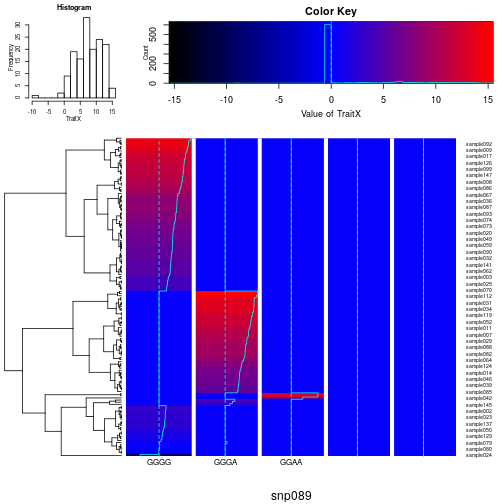 Histogram
Frequency
0 5 10 15 20 25 30
-10 -5 0 5 10 15
TraitX
Color Key
Count
0 200 500
-15 -10 -5 0 5 10 15
Value of TraitX
sample092
sample009
sample017
sample126
sample099
sample147
sample008
sample086
sample067
sample036
sample087
sample093
sample074
sample073
sample020
sample049
sample059
sample090
sample032
sample141
sample062
sample003
sample025
sample070
sample112
sample031
sample034
sample119
sample052
sample011
sample007
sample029
sample088
sample082
sample064
sample124
sample014
sample046
sample039
sample085
sample042
sample145
sample002
sample023
sample137
sample050
sample129
sample079
sample080
sample024
GGGG GGGA GGAA
snp089